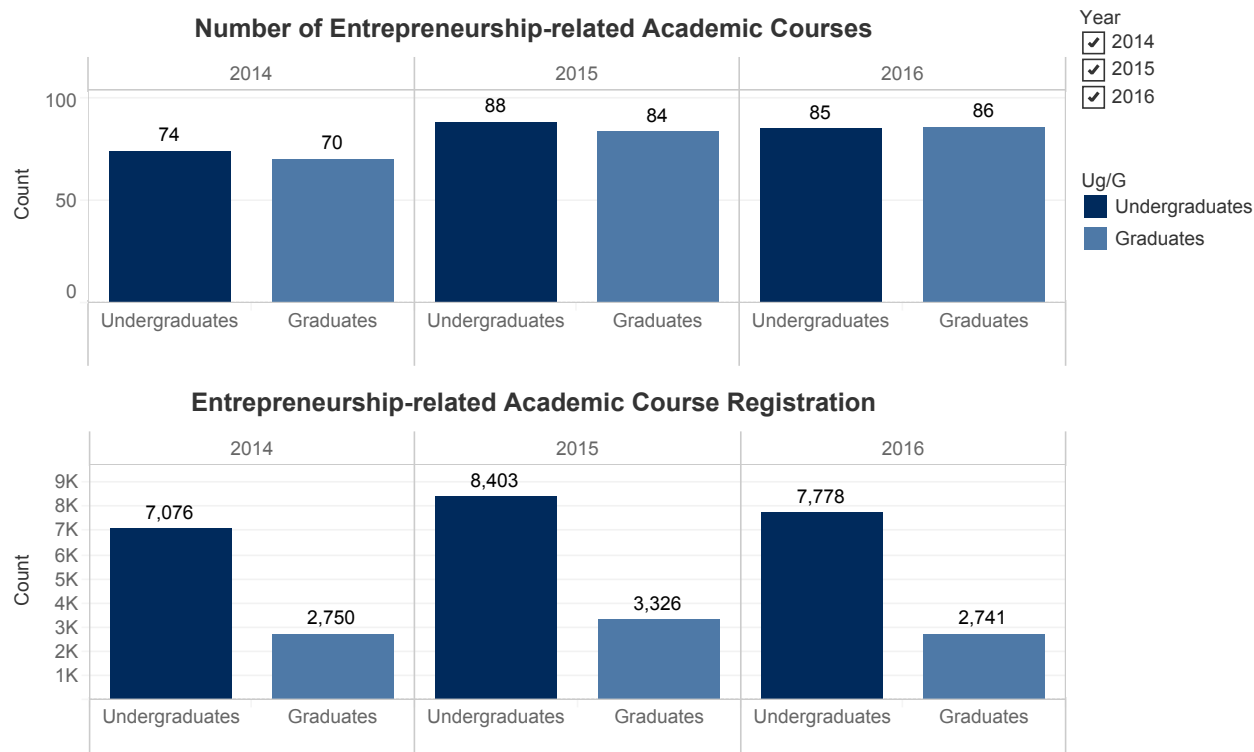 Number of Entrepreneurship-related Academic Courses
Year
2014
2015
2016
2014 2015 2016
100
50
0
Count
74 70 88 84 85 86
Undergraduates Graduates Undergraduates Graduates Undergraduates Graduates
Ug/G
Undergraduates
Graduates
Entrepreneurship-related Academic Course Registration
2014 2015 2016
9K
8K
7K
6K
5K
4K
3K
2K
1K
Count
7,076 2,750 8,403 3,326 7,778 2,741
Undergraduates Graduates Undergraduates Graduates Undergraduates Graduates